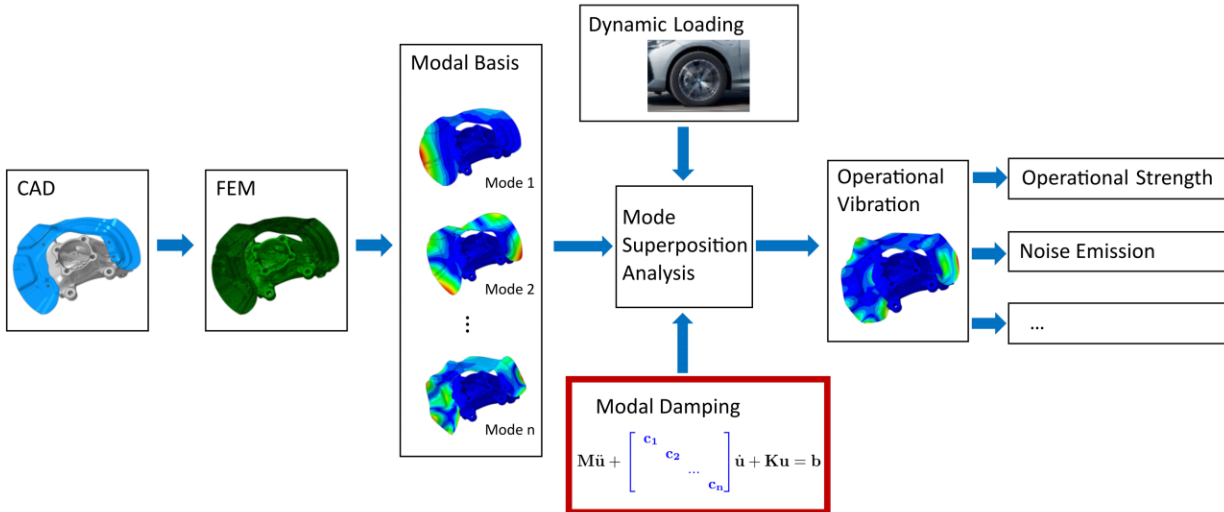 CAD
FEM
Modal Basis
Mode 1
Mode 2
⋮
Mode n
Dynamic Loading
Mode
Superposition
Analysis
Modal Damping
Mü + [ c₁ c₂ ... cₙ ] u̇ + Ku = b
Operational
Vibration
Operational Strength
Noise Emission
...